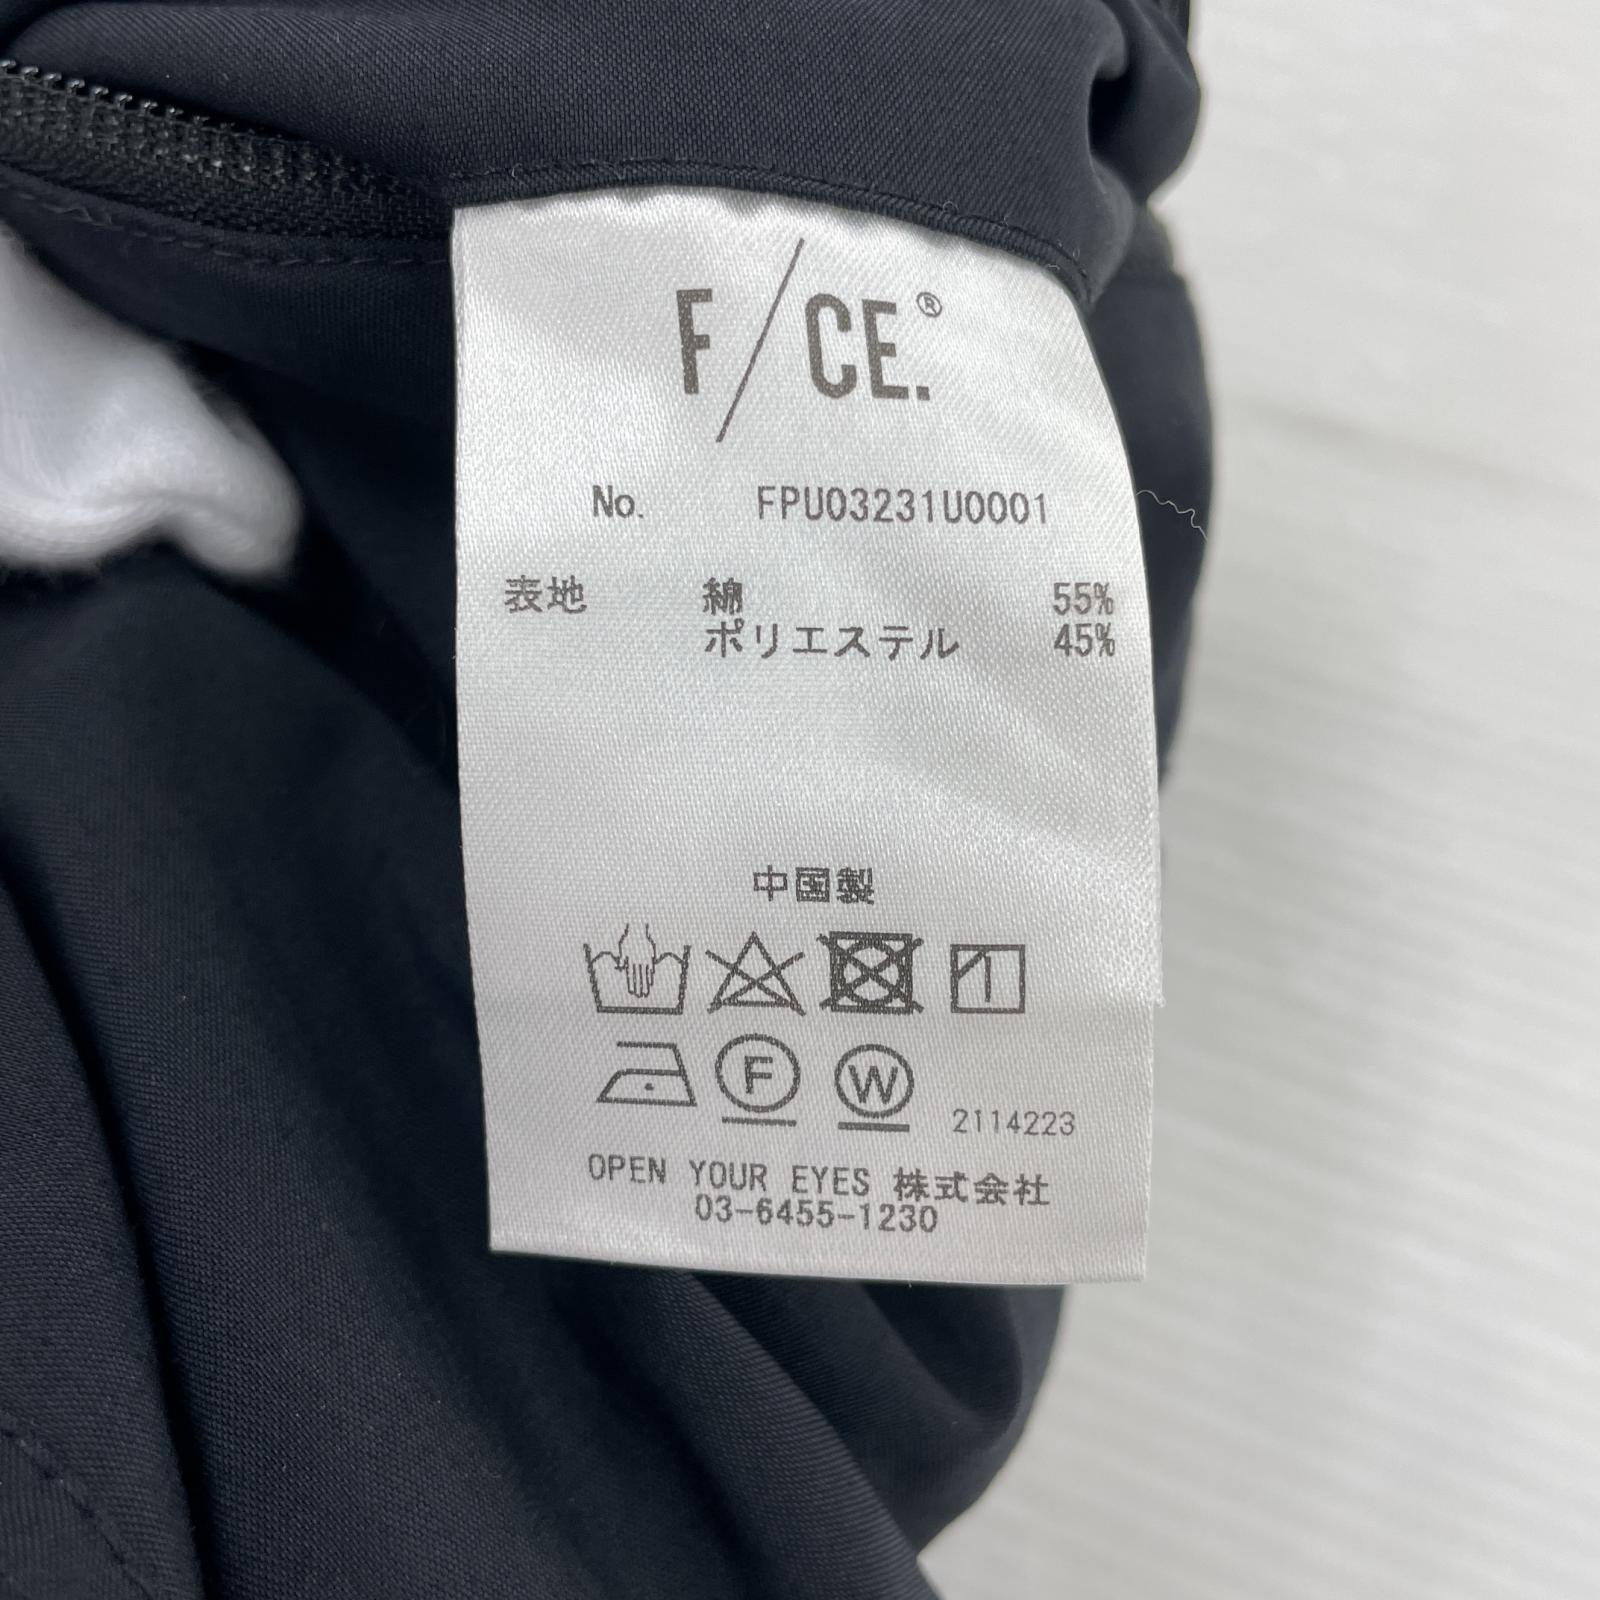 F/CE.®
No. FPU03231U0001
表地 綿 55%
ポリエステル 45%
中国製
F W 2114223
OPEN YOUR EYES 株式会社
03-6455-1230